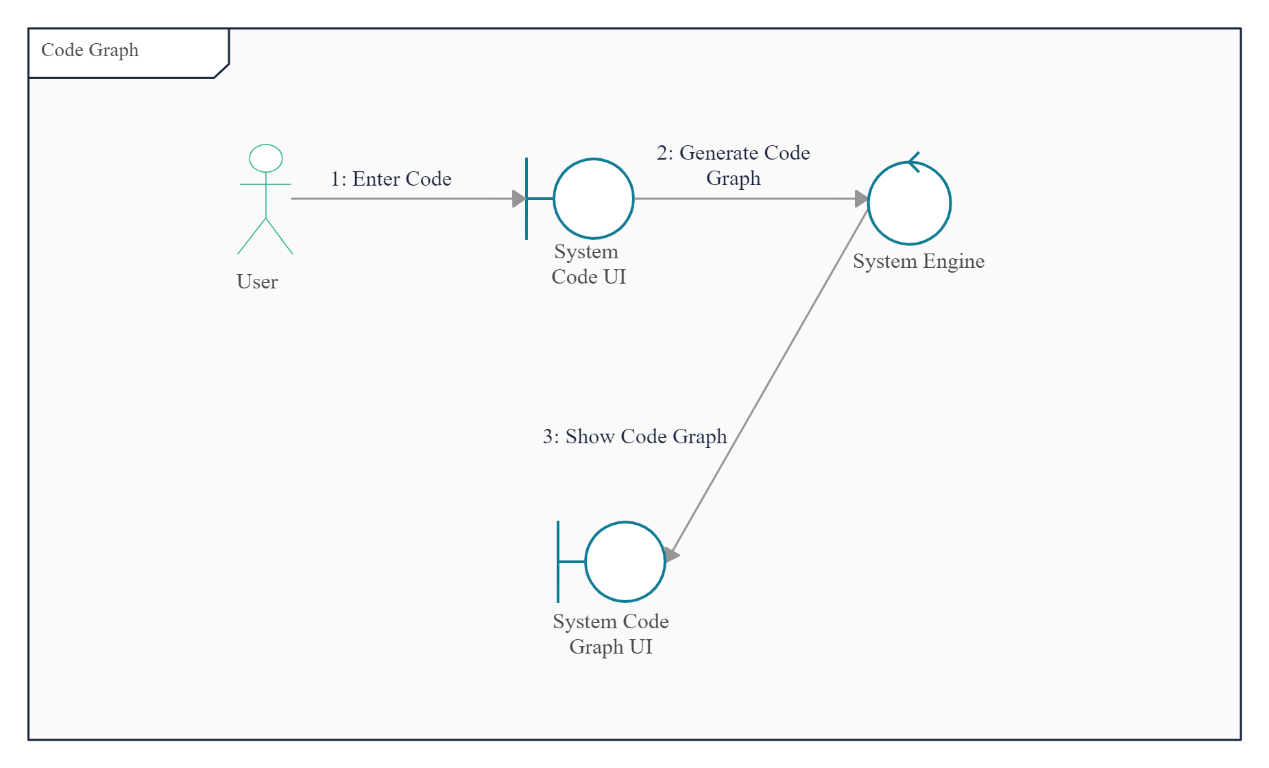 Code Graph
1: Enter Code
2: Generate Code
Graph
System
Code UI
System Engine
User
3: Show Code Graph
System Code
Graph UI